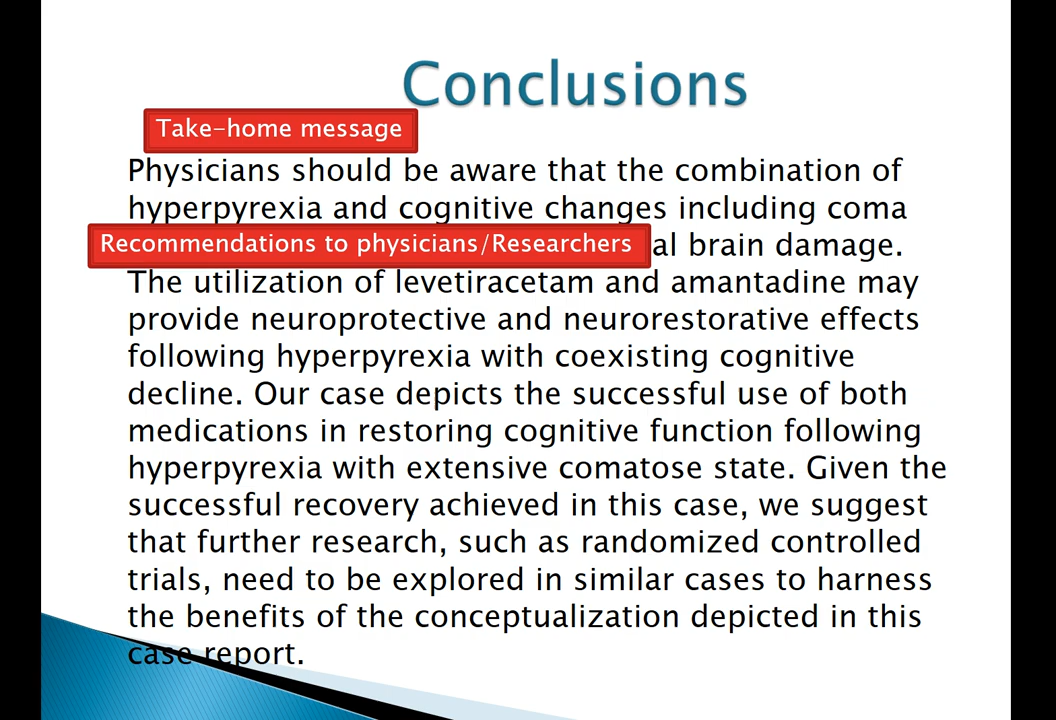 Conclusions
Take-home message
Physicians should be aware that the combination of
hyperpyrexia and cognitive changes including coma
Recommendations to physicians/Researchers
brain damage.
The utilization of levetiracetam and amantadine may
provide neuroprotective and neurorestorative effects
following hyperpyrexia with coexisting cognitive
decline. Our case depicts the successful use of both
medications in restoring cognitive function following
hyperpyrexia with extensive comatose state. Given the
successful recovery achieved in this case, we suggest
that further research, such as randomized controlled
trials, need to be explored in similar cases to harness
the benefits of the conceptualization depicted in this
case report.